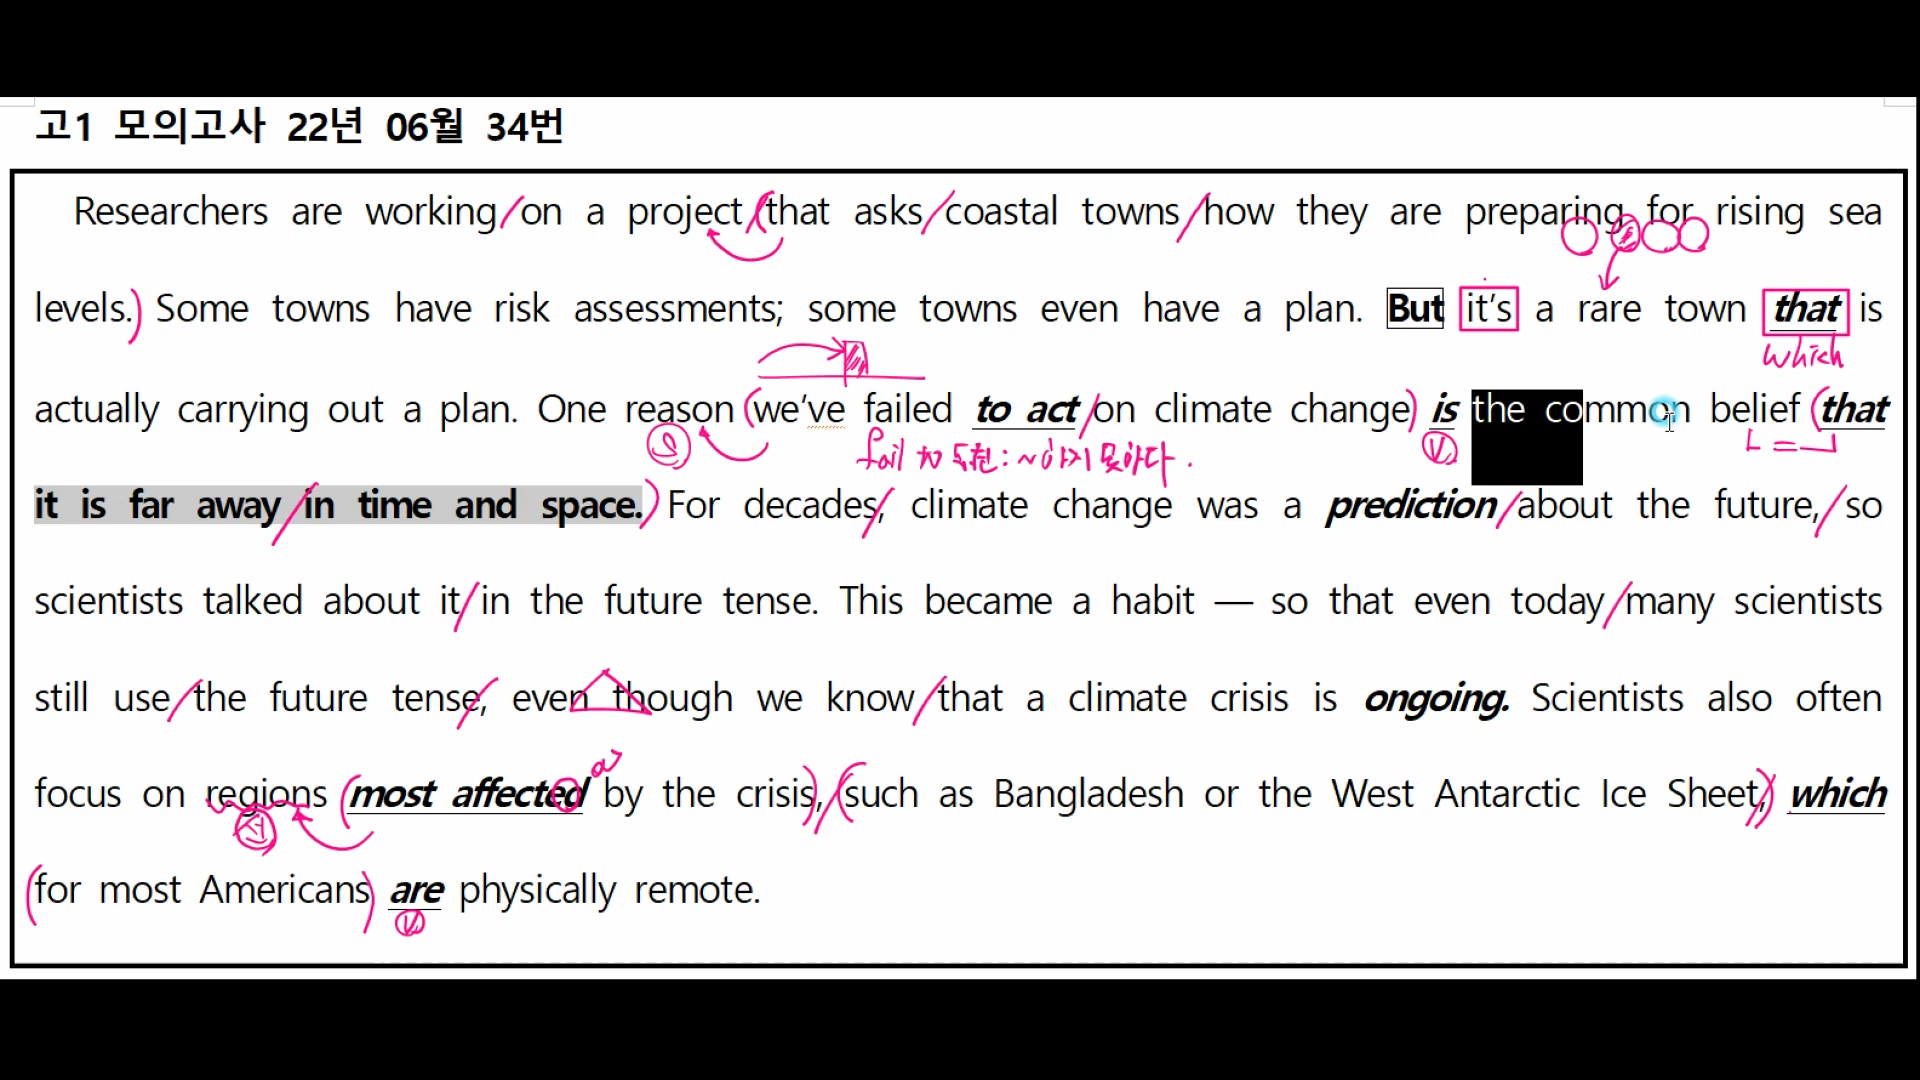 고1 모의고사 22년 06월 34번
Researchers are working on a project that asks coastal towns how they are preparing for rising sea
levels. Some towns have risk assessments; some towns even have a plan. But it's a rare town that is
which
actually carrying out a plan. One reason we've failed to act on climate change is the common belief that
S
fail to 동원: ~하지 못하다.
V
it is far away in time and space. For decades, climate change was a prediction about the future, so
scientists talked about it in the future tense. This became a habit — so that even today many scientists
still use the future tense, even though we know that a climate crisis is ongoing. Scientists also often
focus on regions most affected by the crisis, such as Bangladesh or the West Antarctic Ice Sheet, which
for most Americans are physically remote.
V